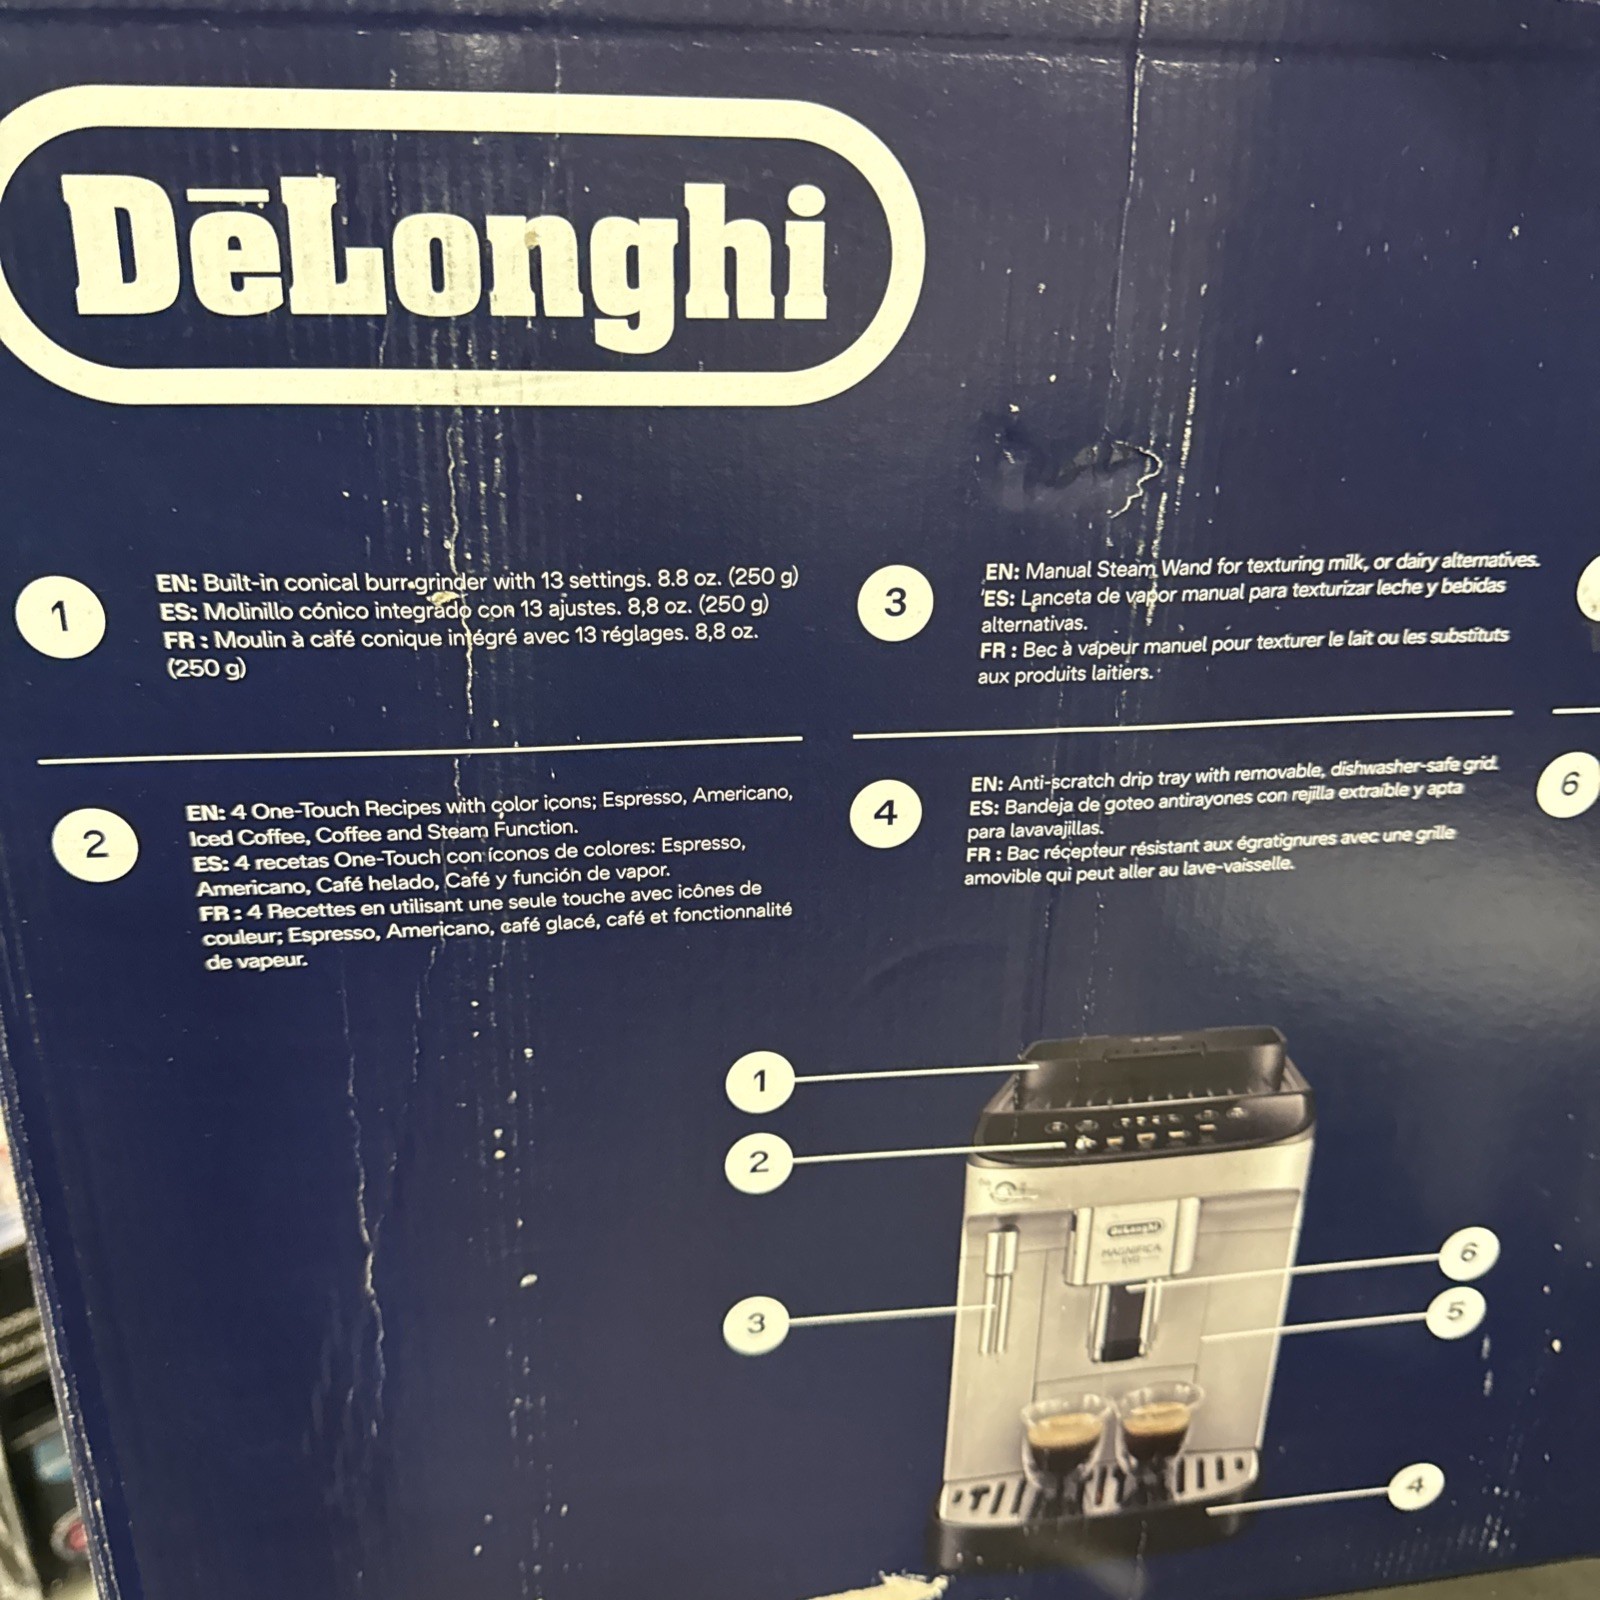 DēLonghi
1
EN: Built-in conical burr grinder with 13 settings. 8.8 oz. (250 g)
ES: Molinillo cónico integrado con 13 ajustes. 8,8 oz. (250 g)
FR : Moulin à café conique intégré avec 13 réglages. 8,8 oz.
(250 g)
2
EN: 4 One-Touch Recipes with color icons; Espresso, Americano,
Iced Coffee, Coffee and Steam Function.
ES: 4 recetas One-Touch con íconos de colores: Espresso,
Americano, Café helado, Café y función de vapor.
FR : 4 Recettes en utilisant une seule touche avec icônes de
couleur; Espresso, Americano, café glacé, café et fonctionnalité
de vapeur.
3
EN: Manual Steam Wand for texturing milk, or dairy alternatives.
ES: Lanceta de vapor manual para texturizar leche y bebidas
alternativas.
FR : Bec à vapeur manuel pour texturer le lait ou les substituts
aux produits laitiers.
4
EN: Anti-scratch drip tray with removable, dishwasher-safe grid.
ES: Bandeja de goteo antirayones con rejilla extraíble y apta
para lavavajillas.
FR : Bac récepteur résistant aux égratignures avec une grille
amovible qui peut aller au lave-vaisselle.
6
1
2
3
6
5
4
DeLonghi
MAGNIFICA
EVO